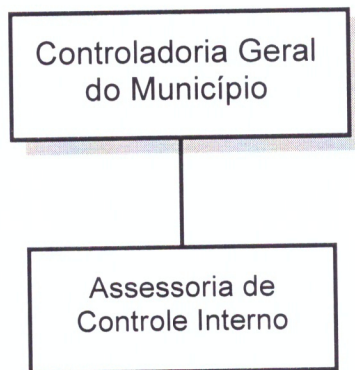 Controladoria Geral
do Município
Assessoria de
Controle Interno